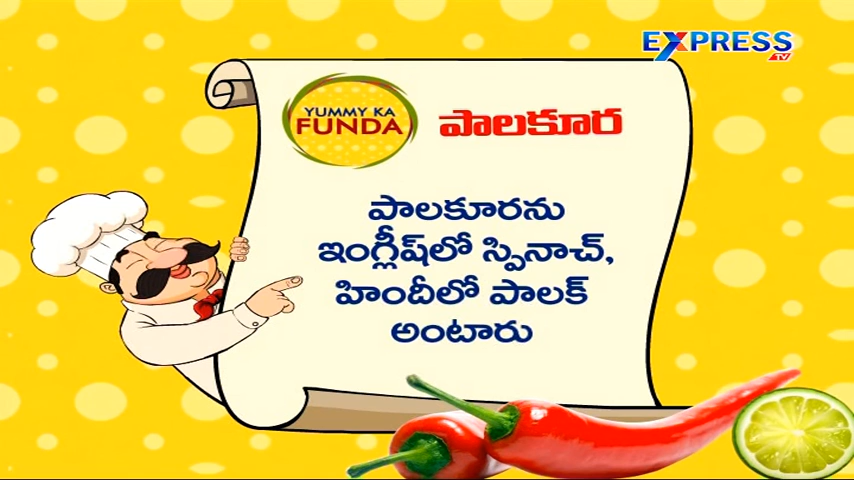 EXPRESS
TV
YUMMY KA
FUNDA
పాలకూర
పాలకూరను
ఇంగ్లీష్‌లో స్పినాచ్,
హిందీలో పాలక్
అంటారు